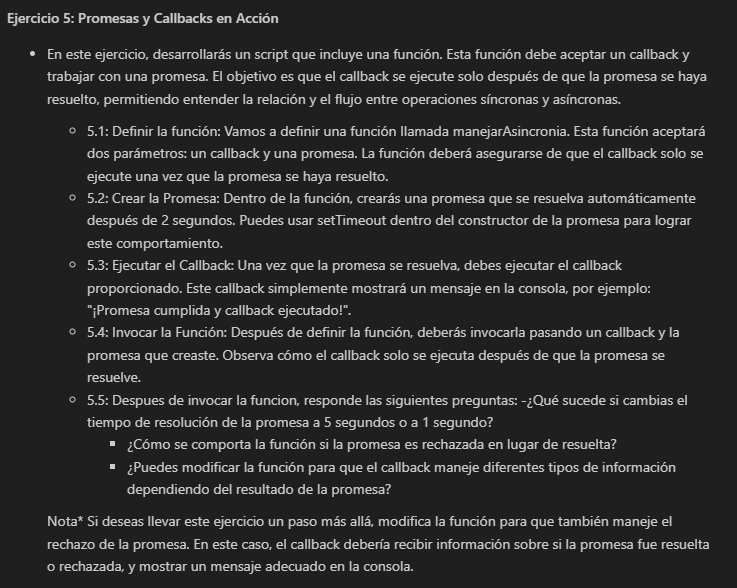 Ejercicio 5: Promesas y Callbacks en Acción
• En este ejercicio, desarrollarás un script que incluye una función. Esta función debe aceptar un callback y
trabajar con una promesa. El objetivo es que el callback se ejecute solo después de que la promesa se haya
resuelto, permitiendo entender la relación y el flujo entre operaciones síncronas y asíncronas.
○ 5.1: Definir la función: Vamos a definir una función llamada manejarAsincronia. Esta función aceptará
dos parámetros: un callback y una promesa. La función deberá asegurarse de que el callback solo se
ejecute una vez que la promesa se haya resuelto.
○ 5.2: Crear la Promesa: Dentro de la función, crearás una promesa que se resuelva automáticamente
después de 2 segundos. Puedes usar setTimeout dentro del constructor de la promesa para lograr
este comportamiento.
○ 5.3: Ejecutar el Callback: Una vez que la promesa se resuelva, debes ejecutar el callback
proporcionado. Este callback simplemente mostrará un mensaje en la consola, por ejemplo:
"¡Promesa cumplida y callback ejecutado!".
○ 5.4: Invocar la Función: Después de definir la función, deberás invocarla pasando un callback y la
promesa que creaste. Observa cómo el callback solo se ejecuta después de que la promesa se
resuelve.
○ 5.5: Despues de invocar la funcion, responde las siguientes preguntas: -¿Qué sucede si cambias el
tiempo de resolución de la promesa a 5 segundos o a 1 segundo?
▪ ¿Cómo se comporta la función si la promesa es rechazada en lugar de resuelta?
▪ ¿Puedes modificar la función para que el callback maneje diferentes tipos de información
dependiendo del resultado de la promesa?
Nota* Si deseas llevar este ejercicio un paso más allá, modifica la función para que también maneje el
rechazo de la promesa. En este caso, el callback debería recibir información sobre si la promesa fue resuelta
o rechazada, y mostrar un mensaje adecuado en la consola.